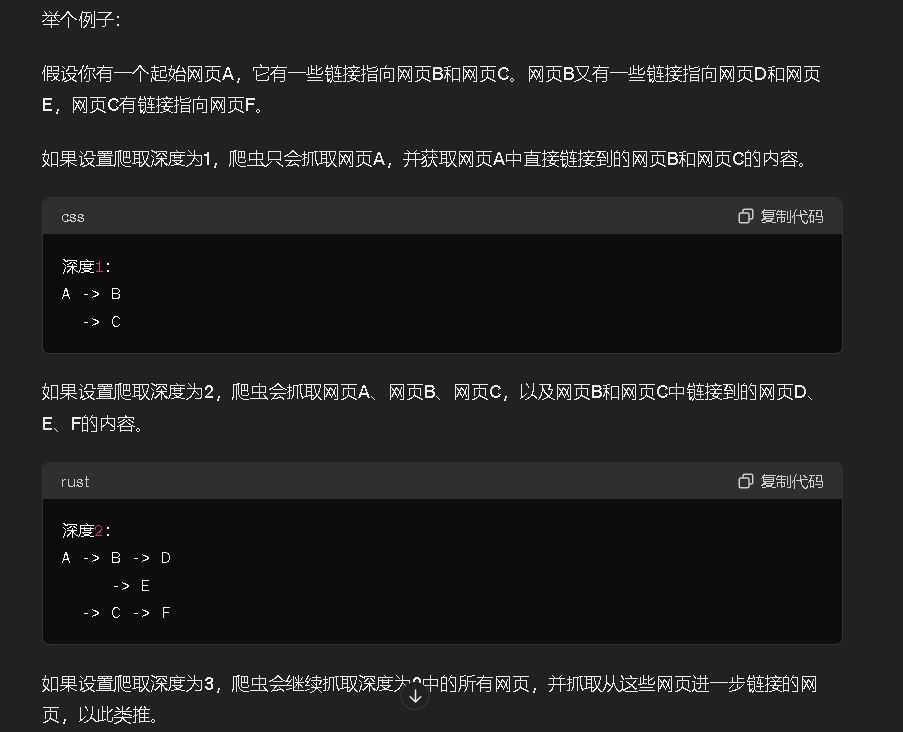 举个例子：
假设你有一个起始网页A，它有一些链接指向网页B和网页C。网页B又有一些链接指向网页D和网页
E，网页C有链接指向网页F。
如果设置爬取深度为1，爬虫只会抓取网页A，并获取网页A中直接链接到的网页B和网页C的内容。
css
复制代码
深度1：
A -> B
-> C
如果设置爬取深度为2，爬虫会抓取网页A、网页B、网页C，以及网页B和网页C中链接到的网页D、
E、F的内容。
rust
复制代码
深度2：
A -> B -> D
-> E
-> C -> F
如果设置爬取深度为3，爬虫会继续抓取深度为中的所有网页，并抓取从这些网页进一步链接的网
页，以此类推。